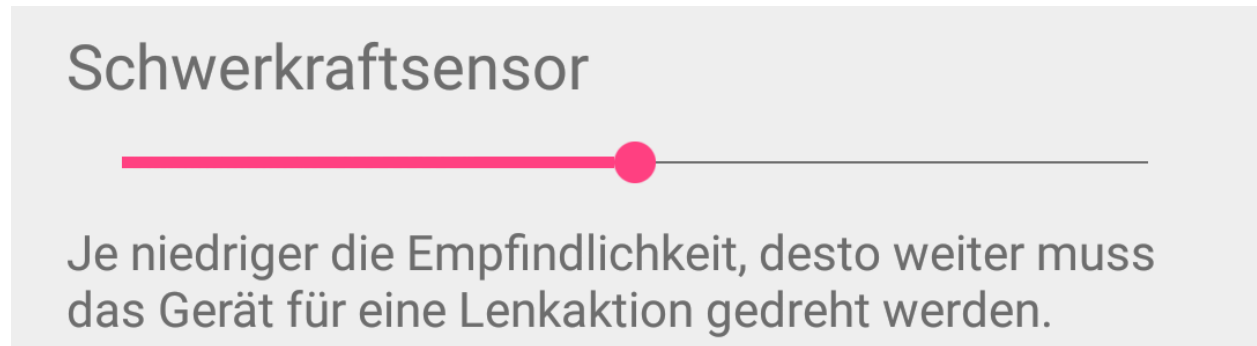 Schwerkraftsensor
Je niedriger die Empfindlichkeit, desto weiter muss
das Gerät für eine Lenkaktion gedreht werden.